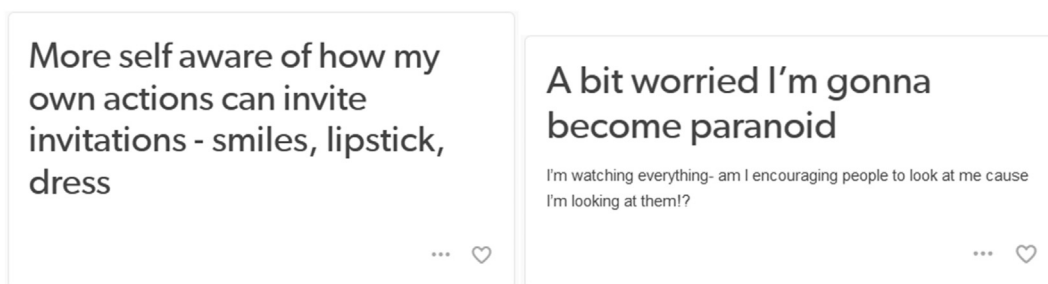 More self aware of how my
own actions can invite
invitations - smiles, lipstick,
dress
A bit worried I’m gonna
become paranoid
I'm watching everything- am I encouraging people to look at me cause
I'm looking at them!?